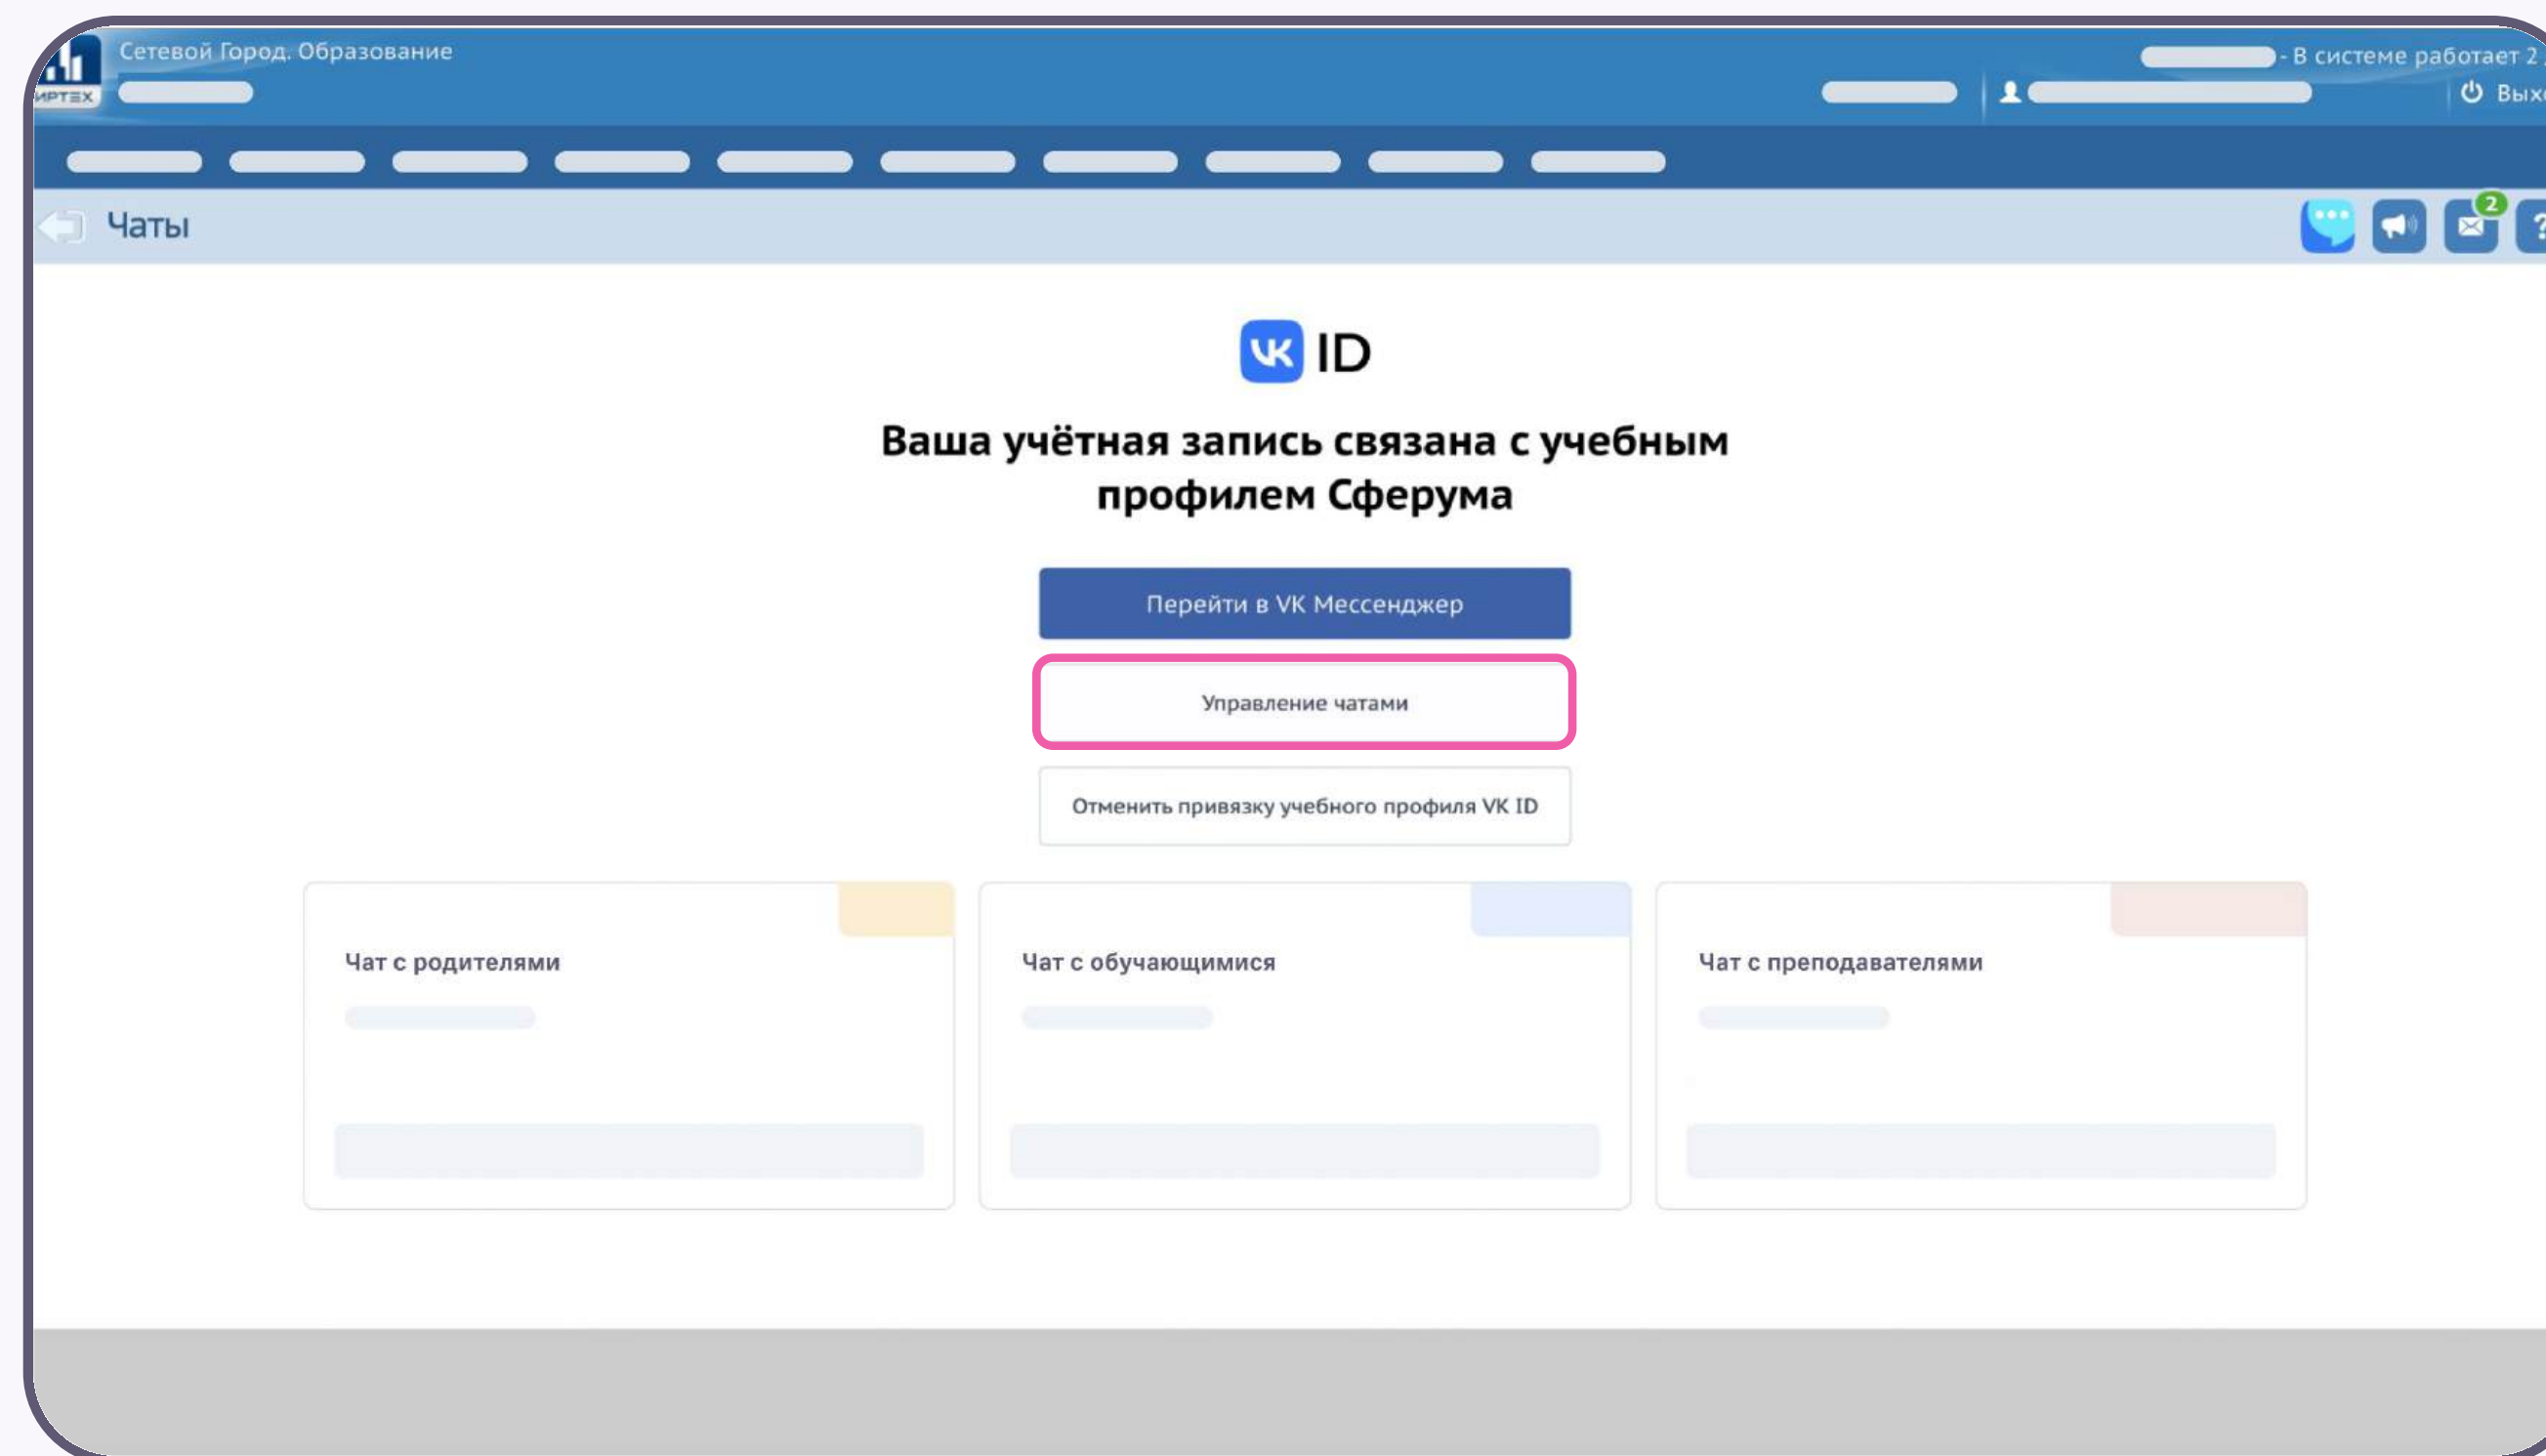 Сетевой Город. Образование
- В системе работает 2
ИРТЕХ
Чаты
2
?
VK ID
Ваша учётная запись связана с учебным
профилем Сферума
Перейти в VK Мессенджер
Управление чатами
Отменить привязку учебного профиля VK ID
Чат с родителями
Чат с обучающимися
Чат с преподавателями